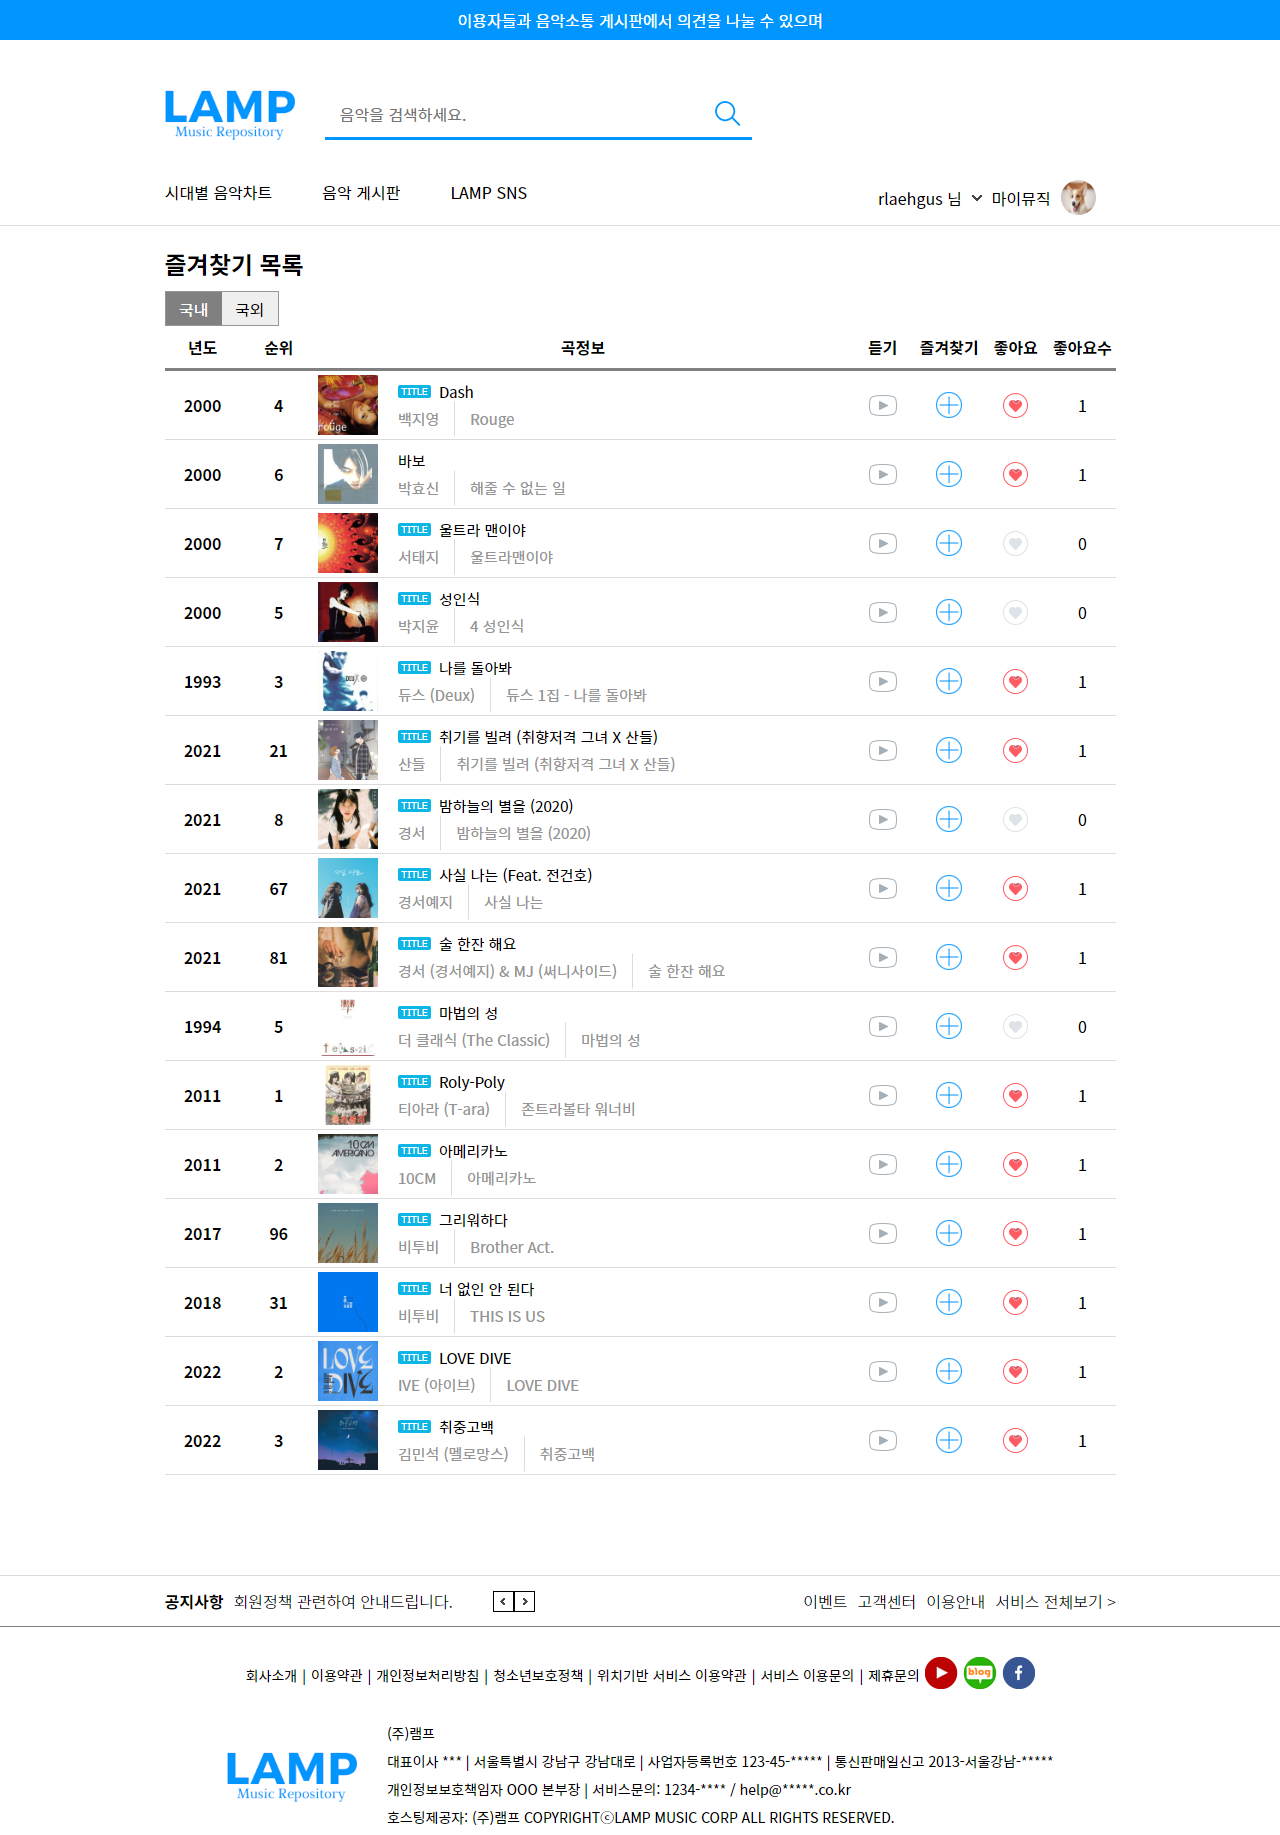 이용자들과 음악소통 게시판에서 의견을 나눌 수 있으며
LAMP
Music Repository
음악을 검색하세요.
시대별 음악차트 음악 게시판 LAMP SNS
rlaehgus 님 마이뮤직
즐겨찾기 목록
국내 국외
년도 순위 곡정보 듣기 즐겨찾기 좋아요 좋아요수
TITLE Dash
2000 4 1
백지영 Rouge
바보
2000 6 1
박효신 해줄 수 없는 일
TITLE 울트라 맨이야
2000 7 0
서태지 울트라맨이야
TITLE 성인식
2000 5 0
박지윤 4 성인식
TITLE 나를 돌아봐
1993 3 1
듀스 (Deux) 듀스 1집 - 나를 돌아봐
TITLE 취기를 빌려 (취향저격 그녀 X 산들)
2021 21 1
산들 취기를 빌려 (취향저격 그녀 X 산들)
TITLE 밤하늘의 별을 (2020)
2021 8 0
경서 밤하늘의 별을 (2020)
TITLE 사실 나는 (Feat. 전건호)
2021 67 1
경서예지 사실 나는
TITLE 술 한잔 해요
2021 81 1
경서 (경서예지) & MJ (써니사이드) 술 한잔 해요
TITLE 마법의 성
1994 5 0
더 클래식 (The Classic) 마법의 성
TITLE Roly-Poly
2011 1 1
티아라 (T-ara) 존트라볼타 워너비
TITLE 아메리카노
2011 2 1
10CM 아메리카노
TITLE 그리워하다
2017 96 1
비투비 Brother Act.
TITLE 너 없인 안 된다
2018 31 1
비투비 THIS IS US
TITLE LOVE DIVE
2022 2 1
IVE (아이브) LOVE DIVE
TITLE 취중고백
2022 3 1
김민석 (멜로망스) 취중고백
공지사항 회원정책 관련하여 안내드립니다. 이벤트 고객센터 이용안내 서비스 전체보기 >
회사소개 | 이용약관 | 개인정보처리방침 | 청소년보호정책 | 위치기반 서비스 이용약관 | 서비스 이용문의 | 제휴문의 blog
(주)램프
대표이사 *** | 서울특별시 강남구 강남대로 | 사업자등록번호 123-45-***** | 통신판매일신고 2013-서울강남-*****
LAMP
Music Repository
개인정보보호책임자 OOO 본부장 | 서비스문의: 1234-**** / help@*****.co.kr
호스팅제공자: (주)램프 COPYRIGHTⓒLAMP MUSIC CORP ALL RIGHTS RESERVED.